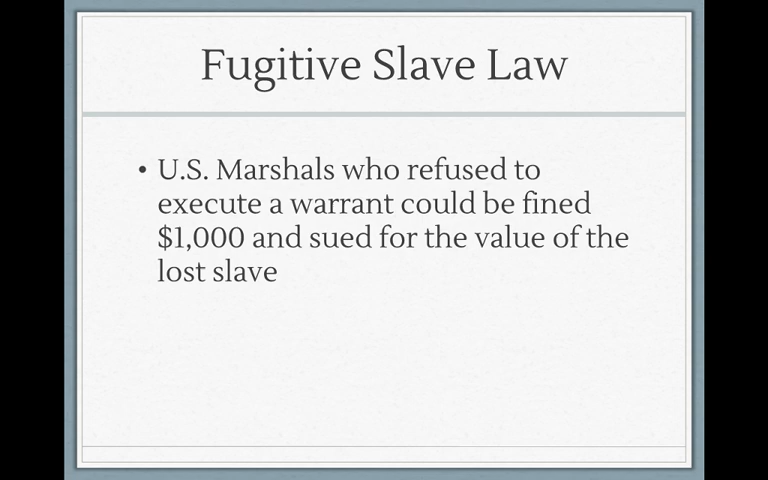 Fugitive Slave Law
• U.S. Marshals who refused to
execute a warrant could be fined
$1,000 and sued for the value of the
lost slave